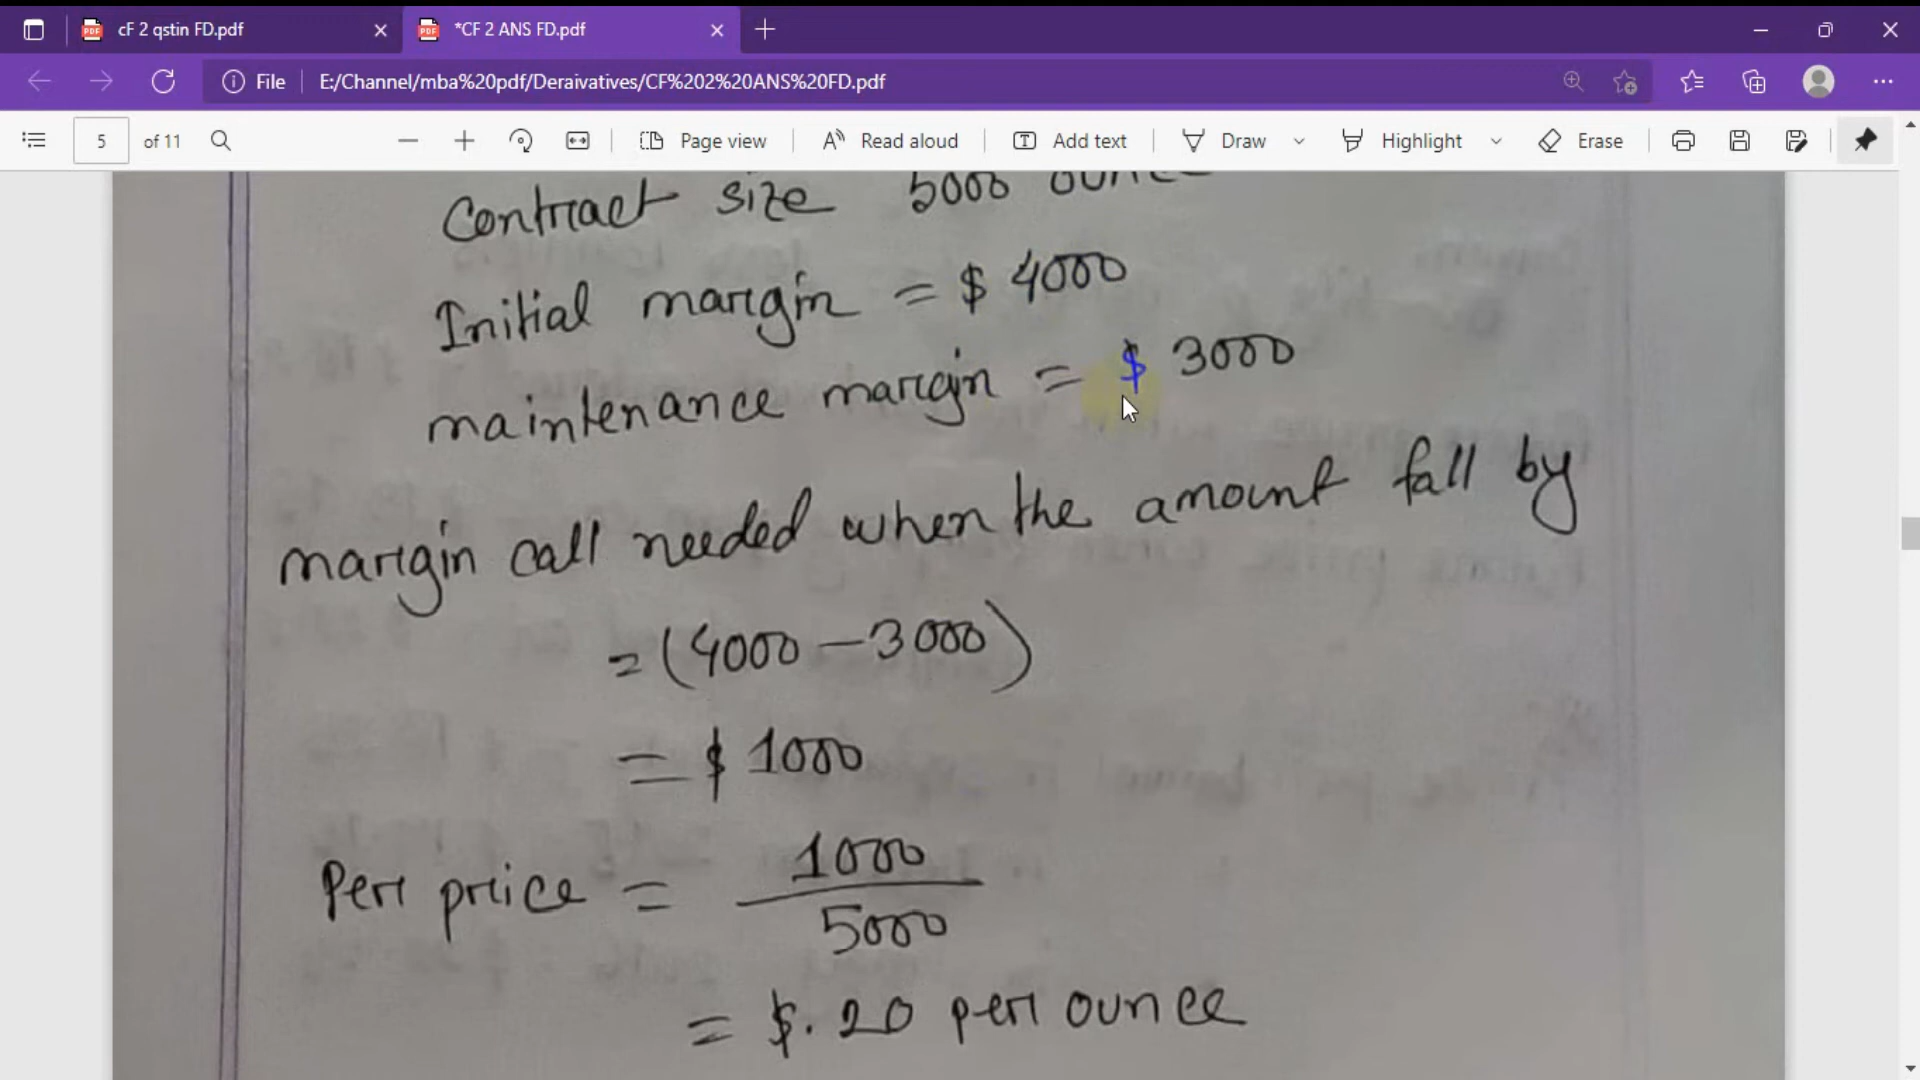 cF 2 qstin FD.pdf
*CF 2 ANS FD.pdf
File
E:/Channel/mba%20pdf/Deraivatives/CF%202%20ANS%20FD.pdf
5 of 11
Page view
Read aloud
Add text
Draw
Highlight
Erase
Contract size 5000 ounce
Initial margin = $ 4000
maintenance margin = $ 3000
margin call needed when the amount fall by
= (4000 – 3000)
= $ 1000
Per price = 1000
5000
= $.20 per ounce